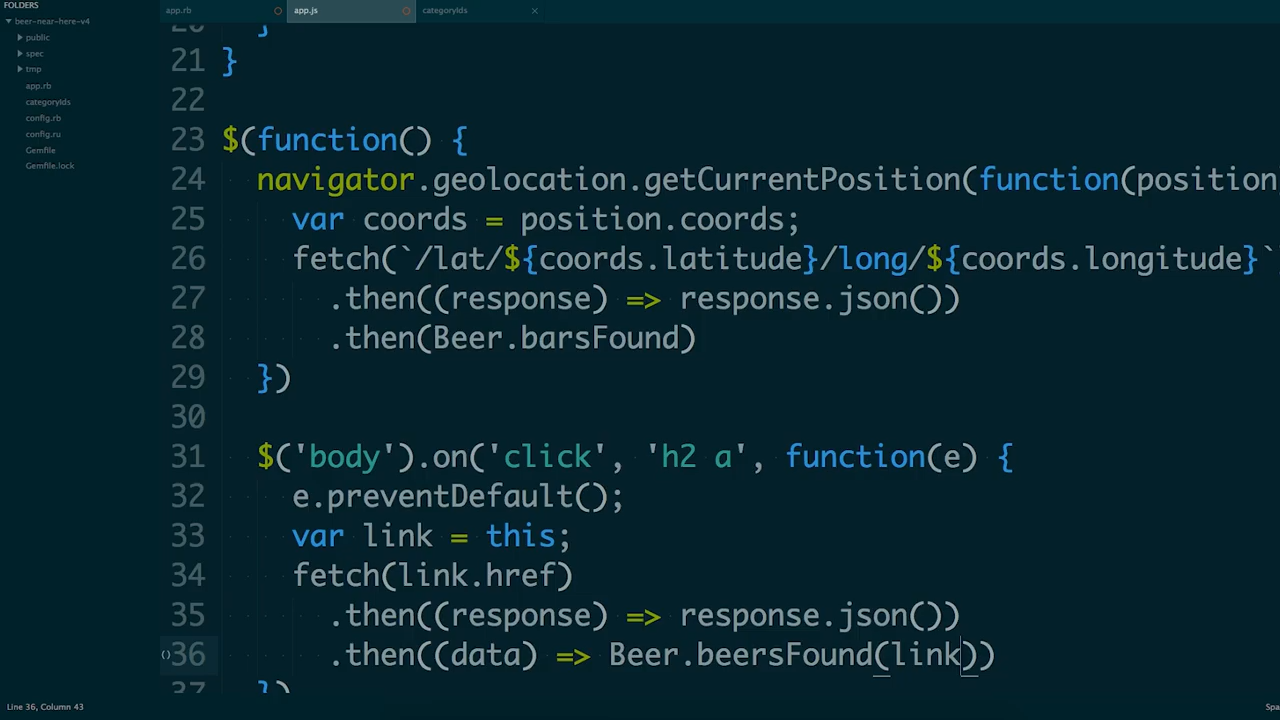 FOLDERS
beer-near-here-v4
public
spec
tmp
app.rb
categoryIds
config.rb
config.ru
Gemfile
Gemfile.lock
app.rb app.js categoryIds
21 }
22
23 $(function() {
24 navigator.geolocation.getCurrentPosition(function(position
25 var coords = position.coords;
26 fetch(`/lat/${coords.latitude}/long/${coords.longitude}`
27 .then((response) => response.json())
28 .then(Beer.barsFound)
29 })
30
31 $('body').on('click', 'h2 a', function(e) {
32 e.preventDefault();
33 var link = this;
34 fetch(link.href)
35 .then((response) => response.json())
36 .then((data) => Beer.beersFound(link))
37 })
Line 36, Column 43
Spa